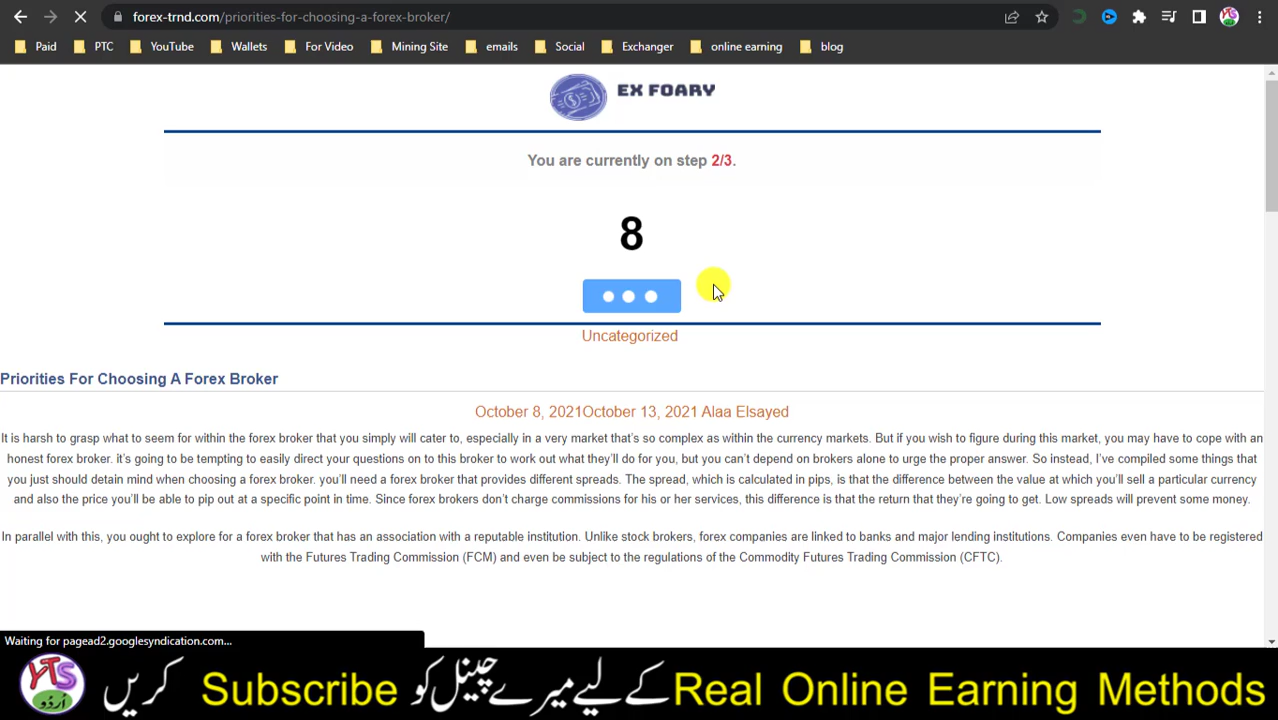 forex-trnd.com/priorities-for-choosing-a-forex-broker/
Paid PTC YouTube Wallets For Video Mining Site emails Social Exchanger online earning blog
EX FOARY
You are currently on step 2/3.
8
Uncategorized
Priorities For Choosing A Forex Broker
October 8, 2021October 13, 2021 Alaa Elsayed
It is harsh to grasp what to seem for within the forex broker that you simply will cater to, especially in a very market that's so complex as within the currency markets. But if you wish to figure during this market, you may have to cope with an
honest forex broker. it's going to be tempting to easily direct your questions on to this broker to work out what they'll do for you, but you can't depend on brokers alone to urge the proper answer. So instead, I've compiled some things that
you just should detain mind when choosing a forex broker. you'll need a forex broker that provides different spreads. The spread, which is calculated in pips, is that the difference between the value at which you'll sell a particular currency
and also the price you'll be able to pip out at a specific point in time. Since forex brokers don't charge commissions for his or her services, this difference is that the return that they're going to get. Low spreads will prevent some money.
In parallel with this, you ought to explore for a forex broker that has an association with a reputable institution. Unlike stock brokers, forex companies are linked to banks and major lending institutions. Companies even have to be registered
with the Futures Trading Commission (FCM) and even be subject to the regulations of the Commodity Futures Trading Commission (CFTC).
Waiting for pagead2.googlesyndication.com...
YTS اردو Real Online Earning Methods کے لیے میرے چینل کو Subscribe کریں